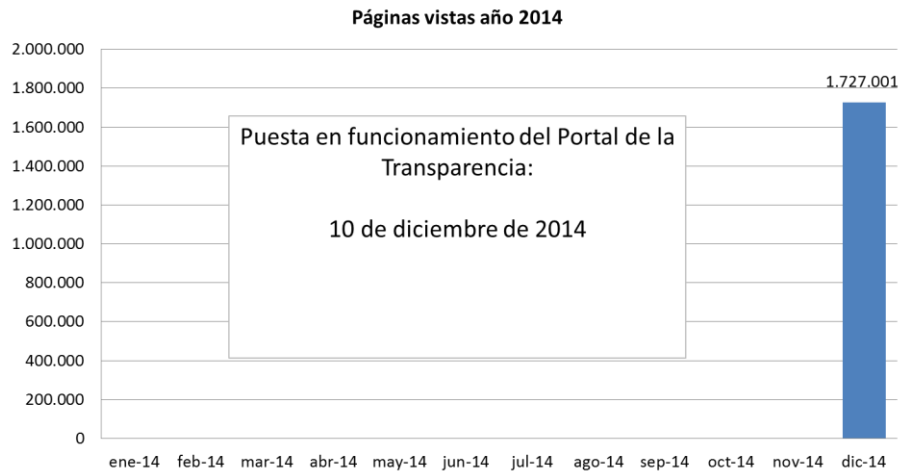 Páginas vistas año 2014
2.000.000
1.800.000
1.727.001
1.600.000
1.400.000
1.200.000
1.000.000
800.000
600.000
400.000
200.000
0
Puesta en funcionamiento del Portal de la
Transparencia:
10 de diciembre de 2014
ene-14 feb-14 mar-14 abr-14 may-14 jun-14 jul-14 ago-14 sep-14 oct-14 nov-14 dic-14